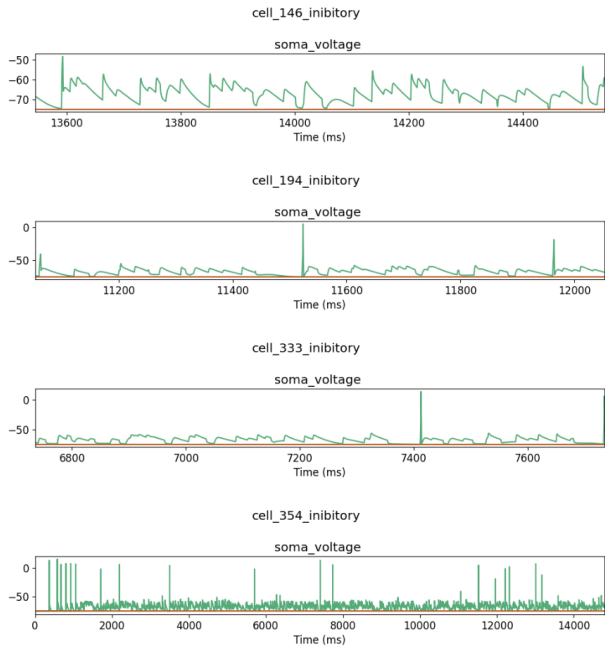 cell_146_inibitory
soma_voltage
−50
−60
−70
13600 13800 14000 14200 14400
Time (ms)
cell_194_inibitory
soma_voltage
0
−50
11200 11400 11600 11800 12000
Time (ms)
cell_333_inibitory
soma_voltage
0
−50
6800 7000 7200 7400 7600
Time (ms)
cell_354_inibitory
soma_voltage
0
−50
0 2000 4000 6000 8000 10000 12000 14000
Time (ms)